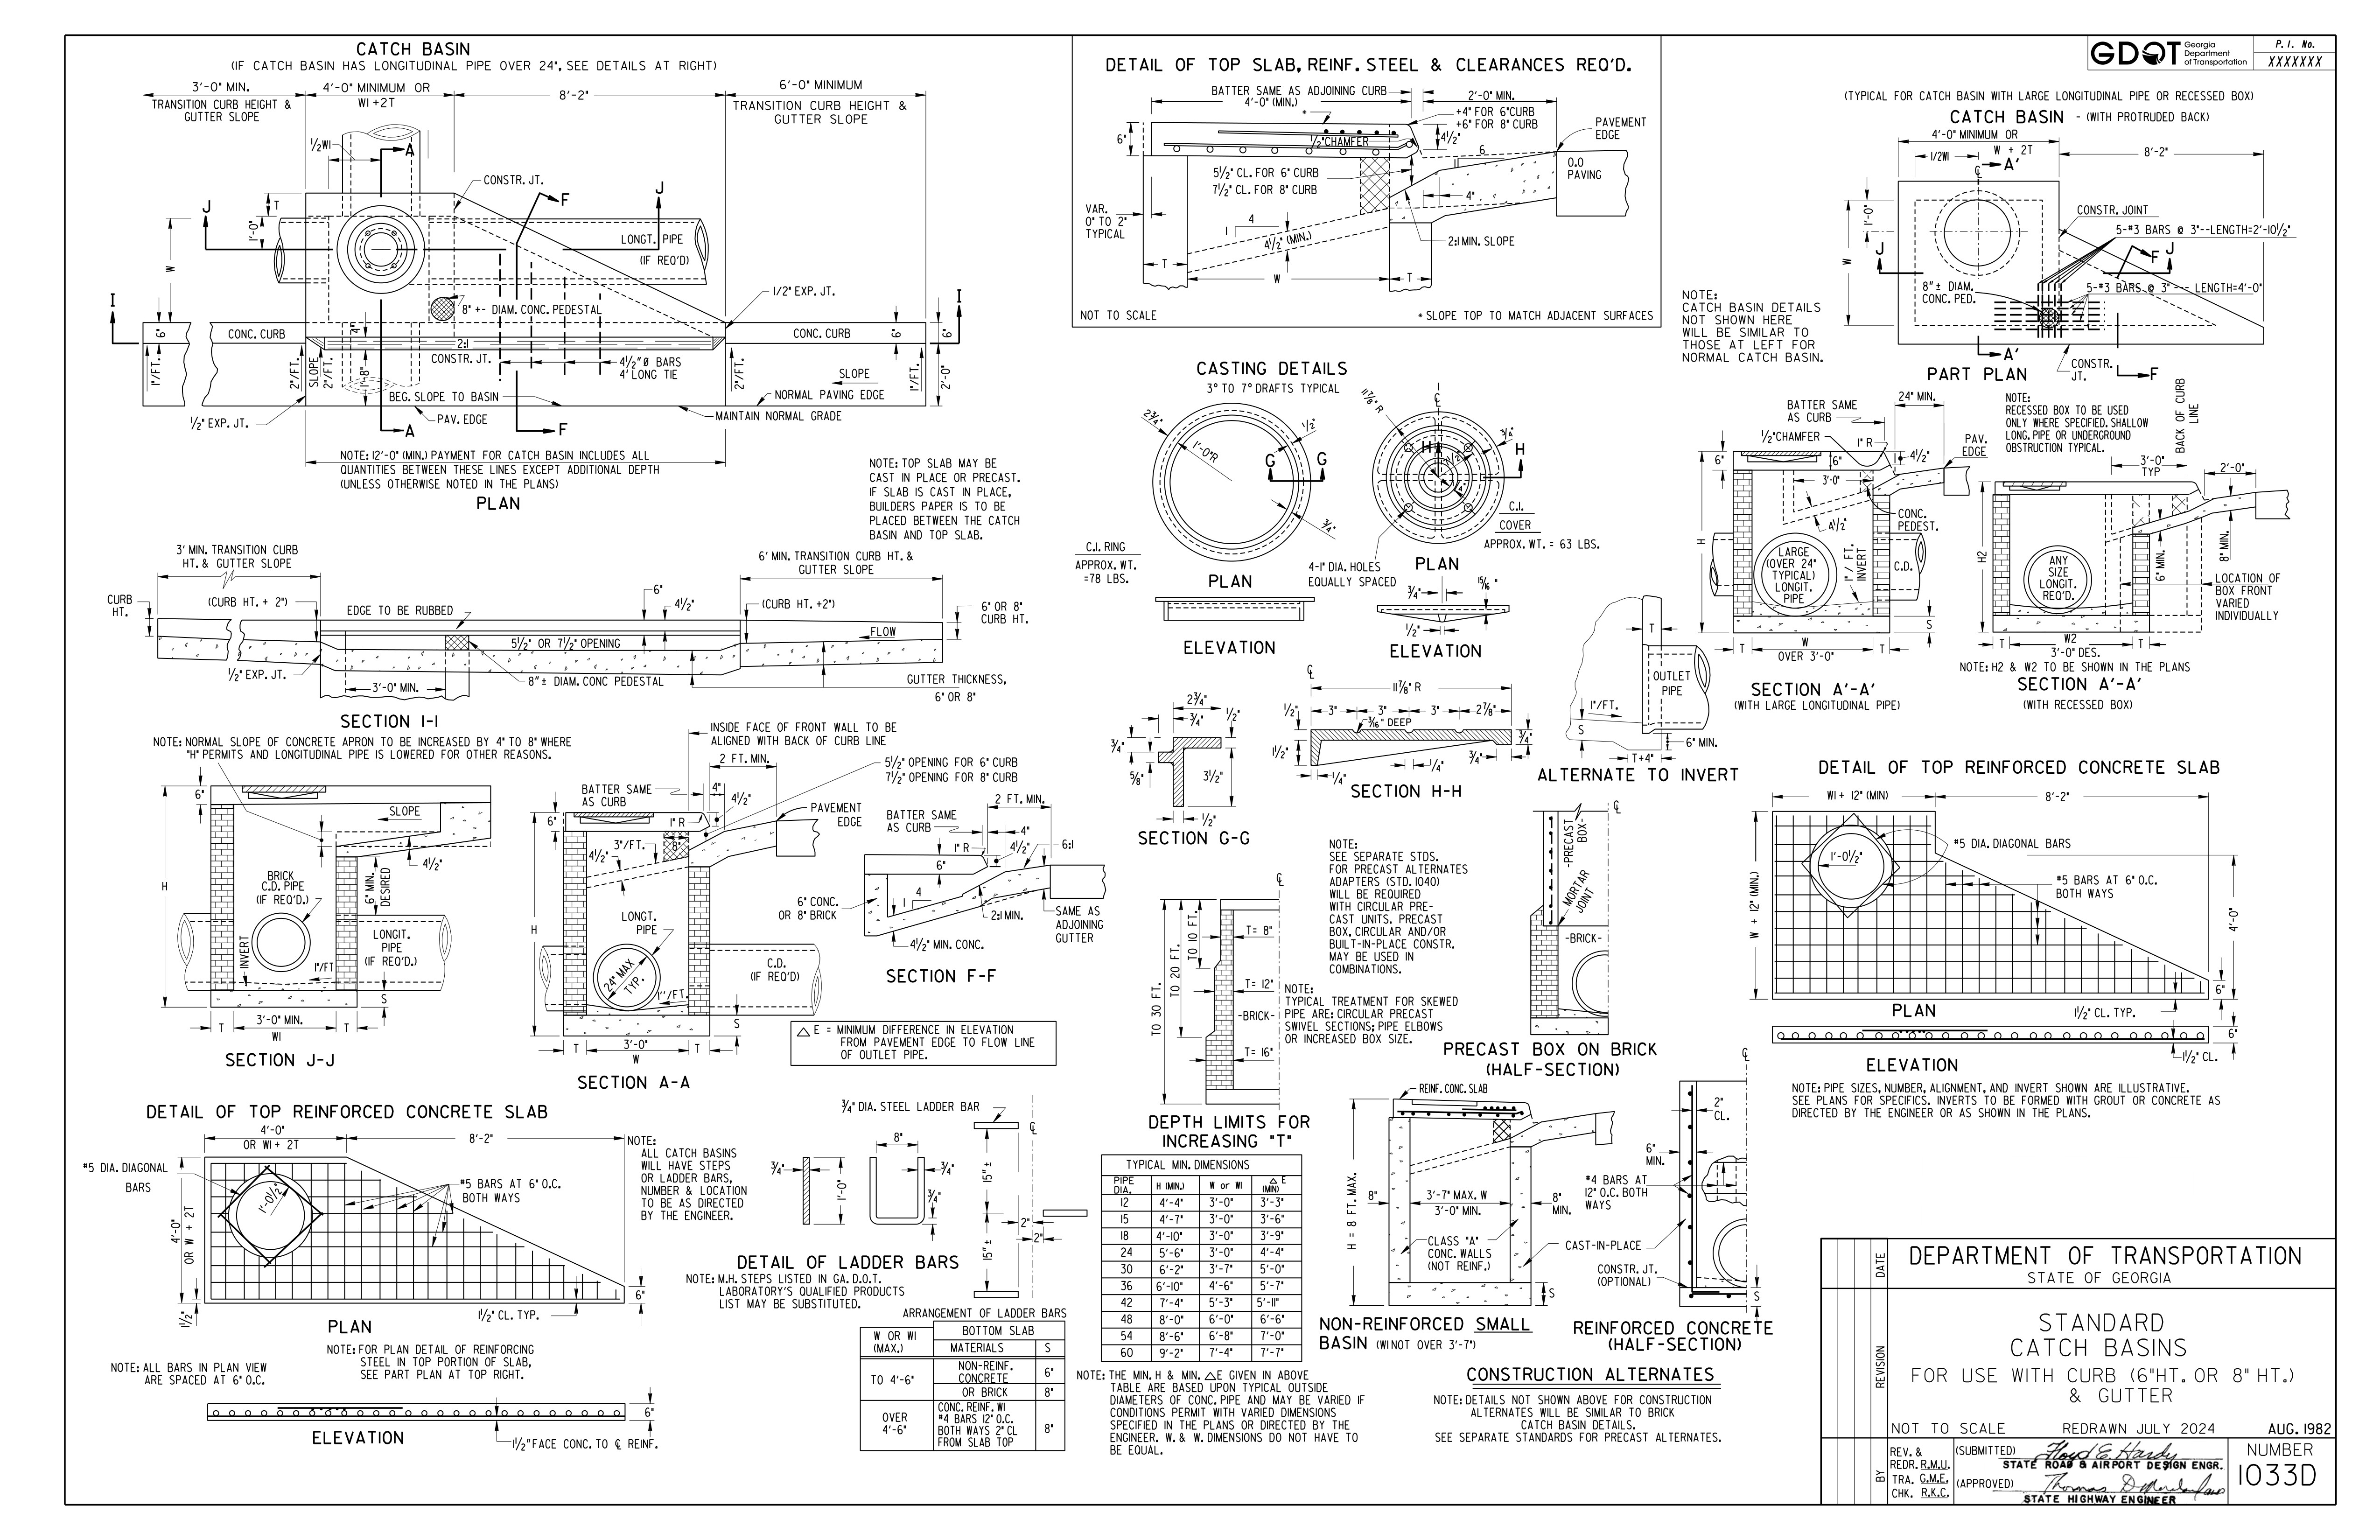 CATCH BASIN
(IF CATCH BASIN HAS LONGITUDINAL PIPE OVER 24", SEE DETAILS AT RIGHT)
3'-0" MIN.
TRANSITION CURB HEIGHT &
GUTTER SLOPE
4'-0" MINIMUM OR
WI +2T
8'-2"
6'-0" MINIMUM
TRANSITION CURB HEIGHT &
GUTTER SLOPE
½WI
A
CONSTR. JT.
F
J
J
T
1'-0"
W
LONGT. PIPE
(IF REQ'D)
1/2" EXP. JT.
8" +- DIAM. CONC. PEDESTAL
I
I
6"
CONC. CURB
4"
2:1
CONC. CURB
6"
CONSTR. JT.
4½"Ø BARS
4' LONG TIE
1"/FT.
2"/FT.
SLOPE
2"/FT.
1'-8"
2"/FT.
SLOPE
1"/FT.
2'-0"
BEG. SLOPE TO BASIN
NORMAL PAVING EDGE
½" EXP. JT.
PAV. EDGE
MAINTAIN NORMAL GRADE
A
F
NOTE: 12'-0" (MIN.) PAYMENT FOR CATCH BASIN INCLUDES ALL
QUANTITIES BETWEEN THESE LINES EXCEPT ADDITIONAL DEPTH
(UNLESS OTHERWISE NOTED IN THE PLANS)
PLAN
NOTE: TOP SLAB MAY BE
CAST IN PLACE OR PRECAST.
IF SLAB IS CAST IN PLACE,
BUILDERS PAPER IS TO BE
PLACED BETWEEN THE CATCH
BASIN AND TOP SLAB.
3' MIN. TRANSITION CURB
HT. & GUTTER SLOPE
6' MIN. TRANSITION CURB HT. &
GUTTER SLOPE
CURB
HT.
(CURB HT. + 2")
EDGE TO BE RUBBED
6"
4½"
(CURB HT. +2")
6" OR 8"
CURB HT.
FLOW
5½" OR 7½" OPENING
½" EXP. JT.
3'-0" MIN.
8"± DIAM. CONC PEDESTAL
GUTTER THICKNESS,
6" OR 8"
SECTION I-I
NOTE: NORMAL SLOPE OF CONCRETE APRON TO BE INCREASED BY 4" TO 8" WHERE
"H" PERMITS AND LONGITUDINAL PIPE IS LOWERED FOR OTHER REASONS.
6"
SLOPE
4½"
H
BRICK
C.D. PIPE
(IF REQ'D.)
6" MIN.
DESIRED
INVERT
LONGIT.
PIPE
(IF REQ'D.)
1"/FT
S
T
3'-0" MIN.
T
WI
SECTION J-J
INSIDE FACE OF FRONT WALL TO BE
ALIGNED WITH BACK OF CURB LINE
2 FT. MIN.
5½" OPENING FOR 6" CURB
7½" OPENING FOR 8" CURB
BATTER SAME
AS CURB
4"
4½"
PAVEMENT
EDGE
6"
1" R
3"/FT.
8"
4½"
H
LONGT.
PIPE
24" MAX
TYP.
C.D.
(IF REQ'D)
1"/FT.
S
T
3'-0"
T
W
SECTION A-A
2 FT. MIN.
BATTER SAME
AS CURB
4"
1" R
4½"
6:1
6"
4
1
6" CONC.
OR 8" BRICK
2:1 MIN.
SAME AS
ADJOINING
GUTTER
4½" MIN. CONC.
SECTION F-F
△ E = MINIMUM DIFFERENCE IN ELEVATION
FROM PAVEMENT EDGE TO FLOW LINE
OF OUTLET PIPE.
DETAIL OF TOP REINFORCED CONCRETE SLAB
4'-0"
OR WI + 2T
8'-2"
#5 DIA. DIAGONAL
BARS
#5 BARS AT 6" O.C.
BOTH WAYS
1'-0½"
4'-0"
OR W + 2T
6"
1½"
1½" CL. TYP.
PLAN
NOTE:
ALL CATCH BASINS
WILL HAVE STEPS
OR LADDER BARS,
NUMBER & LOCATION
TO BE AS DIRECTED
BY THE ENGINEER.
NOTE: ALL BARS IN PLAN VIEW
ARE SPACED AT 6" O.C.
NOTE: FOR PLAN DETAIL OF REINFORCING
STEEL IN TOP PORTION OF SLAB,
SEE PART PLAN AT TOP RIGHT.
6"
ELEVATION
1½" FACE CONC. TO ℄ REINF.
¾" DIA. STEEL LADDER BAR
℄
8"
¾"
1'-0"
¾"
¾"
15"±
2"
2"
15"±
DETAIL OF LADDER BARS
NOTE: M.H. STEPS LISTED IN GA. D.O.T.
LABORATORY'S QUALIFIED PRODUCTS
LIST MAY BE SUBSTITUTED.
ARRANGEMENT OF LADDER BARS
W OR WI
(MAX.)
BOTTOM SLAB
MATERIALS
S
TO 4'-6"
NON-REINF.
CONCRETE
6"
OR BRICK
8"
OVER
4'-6"
CONC. REINF. WI
#4 BARS 12" O.C.
BOTH WAYS 2" CL
FROM SLAB TOP
8"
DETAIL OF TOP SLAB, REINF. STEEL & CLEARANCES REQ'D.
BATTER SAME AS ADJOINING CURB
4'-0" (MIN.)
2'-0" MIN.
*
+4" FOR 6" CURB
+6" FOR 8" CURB
PAVEMENT
EDGE
6"
½" CHAMFER
4½"
6
1
0.0
PAVING
5½" CL. FOR 6" CURB
7½" CL. FOR 8" CURB
4"
VAR.
0" TO 2"
TYPICAL
4
1
4½" (MIN.)
2:1 MIN. SLOPE
T
W
T
NOT TO SCALE
* SLOPE TOP TO MATCH ADJACENT SURFACES
CASTING DETAILS
3° TO 7° DRAFTS TYPICAL
2¾"
1'-0"R
½"
G
G
¾"
C.I. RING
APPROX. WT.
=78 LBS.
PLAN
ELEVATION
11⅞" R
℄
¾"
H
H
C.I.
COVER
APPROX. WT. = 63 LBS.
4-1" DIA. HOLES
EQUALLY SPACED
PLAN
¾"
15/16"
½"
ELEVATION
2¾"
¾"
½"
¾"
⅝"
3½"
½"
SECTION G-G
℄
11⅞" R
½"
3"
3"
3"
2⅞"
3/16" DEEP
1½"
¾"
¾"
¼"
¼"
SECTION H-H
T
OUTLET
PIPE
1"/FT.
S
6" MIN.
T+4"
ALTERNATE TO INVERT
NOTE:
SEE SEPARATE STDS.
FOR PRECAST ALTERNATES
ADAPTERS (STD. 1040)
WILL BE REQUIRED
WITH CIRCULAR PRE-
CAST UNITS. PRECAST
BOX, CIRCULAR AND/OR
BUILT-IN-PLACE CONSTR.
MAY BE USED IN
COMBINATIONS.
NOTE:
TYPICAL TREATMENT FOR SKEWED
PIPE ARE: CIRCULAR PRECAST
SWIVEL SECTIONS; PIPE ELBOWS
OR INCREASED BOX SIZE.
℄
TO 10 FT.
TO 20 FT.
TO 30 FT.
T= 8"
T= 12"
-BRICK-
T= 16"
DEPTH LIMITS FOR
INCREASING "T"
℄
-PRECAST
BOX-
MORTAR
JOINT
-BRICK-
PRECAST BOX ON BRICK
(HALF-SECTION)
TYPICAL MIN. DIMENSIONS
PIPE DIA. H (MIN.) W or WI △ E (MIN)
12 4'-4" 3'-0" 3'-3"
15 4'-7" 3'-0" 3'-6"
18 4'-10" 3'-0" 3'-9"
24 5'-6" 3'-0" 4'-4"
30 6'-2" 3'-7" 5'-0"
36 6'-10" 4'-6" 5'-7"
42 7'-4" 5'-3" 5'-11"
48 8'-0" 6'-0" 6'-6"
54 8'-6" 6'-8" 7'-0"
60 9'-2" 7'-4" 7'-7"
NOTE: THE MIN. H & MIN. △E GIVEN IN ABOVE
TABLE ARE BASED UPON TYPICAL OUTSIDE
DIAMETERS OF CONC. PIPE AND MAY BE VARIED IF
CONDITIONS PERMIT WITH VARIED DIMENSIONS
SPECIFIED IN THE PLANS OR DIRECTED BY THE
ENGINEER. W. & W. DIMENSIONS DO NOT HAVE TO
BE EQUAL.
REINF. CONC. SLAB
H = 8 FT. MAX.
8"
3'-7" MAX. W
3'-0" MIN.
8"
MIN.
CLASS "A"
CONC. WALLS
(NOT REINF.)
S
NON-REINFORCED SMALL
BASIN (WI NOT OVER 3'-7")
℄
2"
CL.
6"
MIN.
#4 BARS AT
12" O.C. BOTH
WAYS
CAST-IN-PLACE
CONSTR. JT.
(OPTIONAL)
S
REINFORCED CONCRETE
(HALF-SECTION)
CONSTRUCTION ALTERNATES
NOTE: DETAILS NOT SHOWN ABOVE FOR CONSTRUCTION
ALTERNATES WILL BE SIMILAR TO BRICK
CATCH BASIN DETAILS.
SEE SEPARATE STANDARDS FOR PRECAST ALTERNATES.
GDOT
Georgia
Department
of Transportation
P. I. No.
XXXXXXX
(TYPICAL FOR CATCH BASIN WITH LARGE LONGITUDINAL PIPE OR RECESSED BOX)
CATCH BASIN - (WITH PROTRUDED BACK)
4'-0" MINIMUM OR
W + 2T
8'-2"
1/2WI
A'
℄
CONSTR. JOINT
5-#3 BARS @ 3"--LENGTH=2'-10½"
1'-0"
W
J
F
J
8"± DIAM.
CONC. PED.
5-#3 BARS @ 3" --- LENGTH=4'-0"
A'
CONSTR.
JT.
F
PART PLAN
NOTE:
CATCH BASIN DETAILS
NOT SHOWN HERE
WILL BE SIMILAR TO
THOSE AT LEFT FOR
NORMAL CATCH BASIN.
BATTER SAME
AS CURB
24" MIN.
½"CHAMFER
1" R
PAV.
EDGE
6"
6"
4½"
3'-0"
4½"
CONC.
PEDEST.
H
LARGE
(OVER 24"
TYPICAL)
LONGIT.
PIPE
1"/ FT.
INVERT
C.D.
S
T
W
T
OVER 3'-0"
SECTION A'-A'
(WITH LARGE LONGITUDINAL PIPE)
NOTE:
RECESSED BOX TO BE USED
ONLY WHERE SPECIFIED. SHALLOW
LONG. PIPE OR UNDERGROUND
OBSTRUCTION TYPICAL.
BACK OF CURB
LINE
3'-0"
TYP
2'-0"
H2
ANY
SIZE
LONGIT.
REQ'D.
6" MIN.
8" MIN.
LOCATION OF
BOX FRONT
VARIED
INDIVIDUALLY
T
W2
T
3'-0" DES.
NOTE: H2 & W2 TO BE SHOWN IN THE PLANS
SECTION A'-A'
(WITH RECESSED BOX)
DETAIL OF TOP REINFORCED CONCRETE SLAB
WI + 12" (MIN)
8'-2"
#5 DIA. DIAGONAL BARS
1'-0½"
#5 BARS AT 6" O.C.
BOTH WAYS
W + 12" (MIN.)
4'-0"
6"
PLAN
1½" CL. TYP.
6"
ELEVATION
1½" CL.
NOTE: PIPE SIZES, NUMBER, ALIGNMENT, AND INVERT SHOWN ARE ILLUSTRATIVE.
SEE PLANS FOR SPECIFICS. INVERTS TO BE FORMED WITH GROUT OR CONCRETE AS
DIRECTED BY THE ENGINEER OR AS SHOWN IN THE PLANS.
DATE
REVISION
BY
DEPARTMENT OF TRANSPORTATION
STATE OF GEORGIA
STANDARD
CATCH BASINS
FOR USE WITH CURB (6"HT. OR 8" HT.)
& GUTTER
NOT TO SCALE
REDRAWN JULY 2024
AUG. 1982
REV. &
REDR. R.M.U.
TRA. G.M.E.
CHK. R.K.C.
(SUBMITTED) Floyd E. Hardy
STATE ROAD & AIRPORT DESIGN ENGR.
(APPROVED) Thomas D
STATE HIGHWAY ENGINEER
NUMBER
1033D